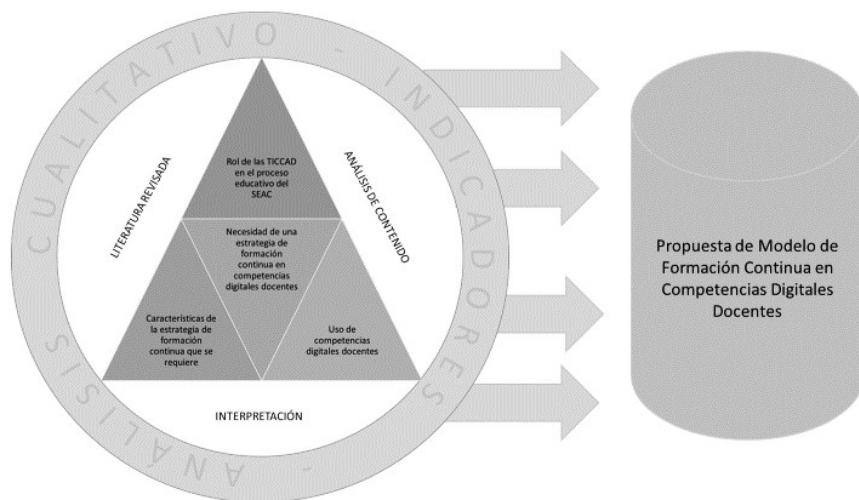 ANÁLISIS CUALITATIVO - INDICADORES -
LITERATURA REVISADA
ANÁLISIS DE CONTENIDO
INTERPRETACIÓN
Rol de las TICCAD
en el proceso
educativo del
SEAC
Necesidad de una
estrategia de
formación
continua en
competencias
digitales docentes
Características de
la estrategia de
formación
continua que se
requiere
Uso de
competencias
digitales docentes
Propuesta de Modelo de
Formación Continua en
Competencias Digitales
Docentes